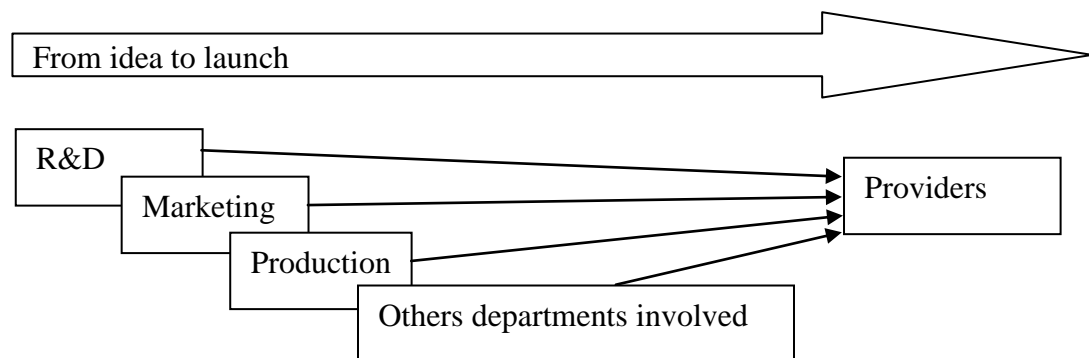 From idea to launch
R&D
Providers
Marketing
Production
Others departments involved